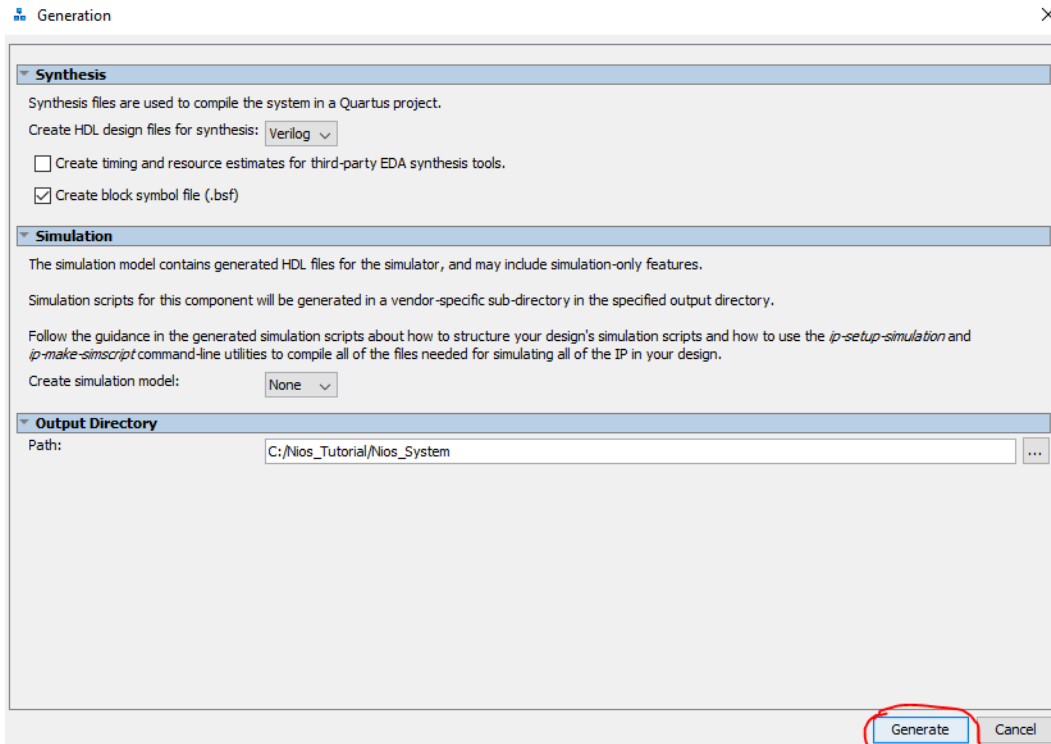 Generation
Synthesis
Synthesis files are used to compile the system in a Quartus project.
Create HDL design files for synthesis: Verilog
Create timing and resource estimates for third-party EDA synthesis tools.
Create block symbol file (.bsf)
Simulation
The simulation model contains generated HDL files for the simulator, and may include simulation-only features.
Simulation scripts for this component will be generated in a vendor-specific sub-directory in the specified output directory.
Follow the guidance in the generated simulation scripts about how to structure your design's simulation scripts and how to use the ip-setup-simulation and
ip-make-simscript command-line utilities to compile all of the files needed for simulating all of the IP in your design.
Create simulation model: None
Output Directory
Path: C:/Nios_Tutorial/Nios_System ...
Generate Cancel